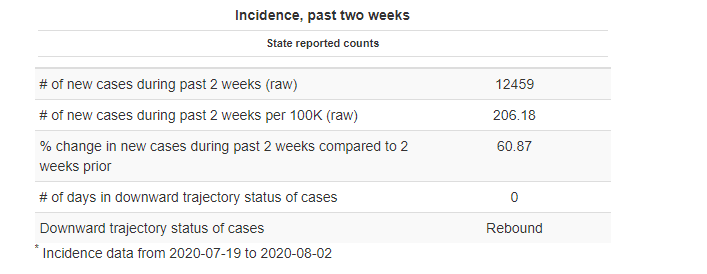 Incidence, past two weeks
State reported counts
# of new cases during past 2 weeks (raw) 12459
# of new cases during past 2 weeks per 100K (raw) 206.18
% change in new cases during past 2 weeks compared to 2 60.87
weeks prior
# of days in downward trajectory status of cases 0
Downward trajectory status of cases Rebound
* Incidence data from 2020-07-19 to 2020-08-02